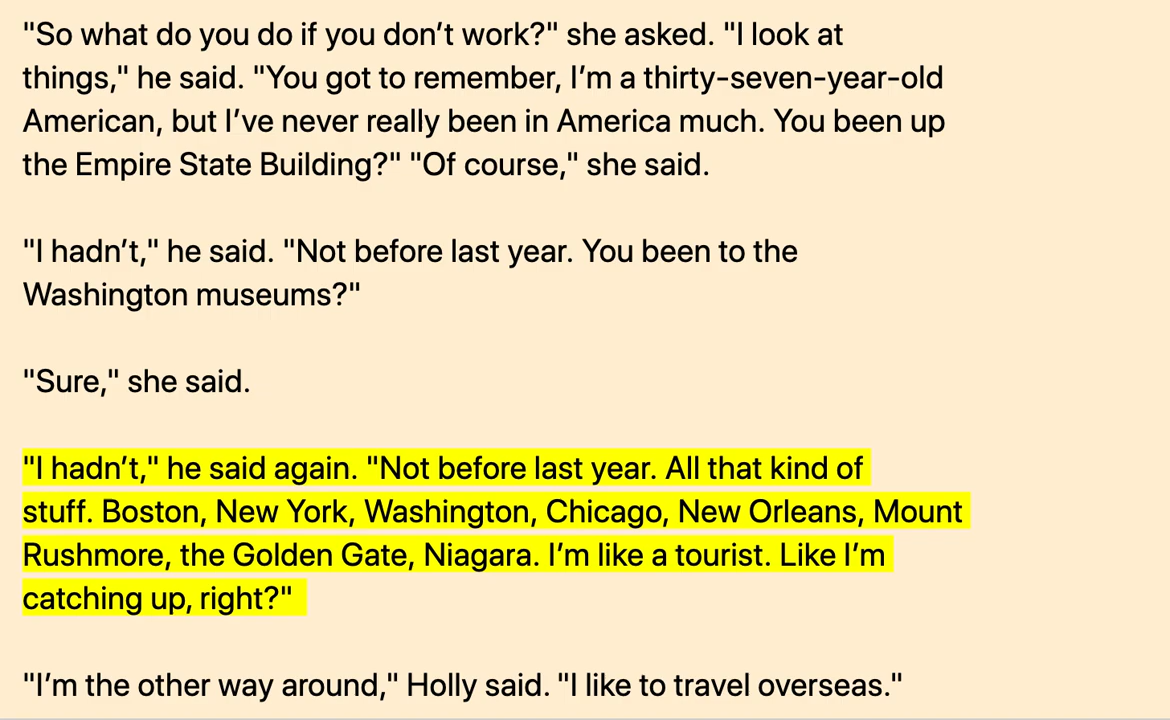 "So what do you do if you don’t work?" she asked. "I look at
things," he said. "You got to remember, I’m a thirty-seven-year-old
American, but I’ve never really been in America much. You been up
the Empire State Building?" "Of course," she said.
"I hadn’t," he said. "Not before last year. You been to the
Washington museums?"
"Sure," she said.
"I hadn’t," he said again. "Not before last year. All that kind of
stuff. Boston, New York, Washington, Chicago, New Orleans, Mount
Rushmore, the Golden Gate, Niagara. I’m like a tourist. Like I’m
catching up, right?"
"I’m the other way around," Holly said. "I like to travel overseas."